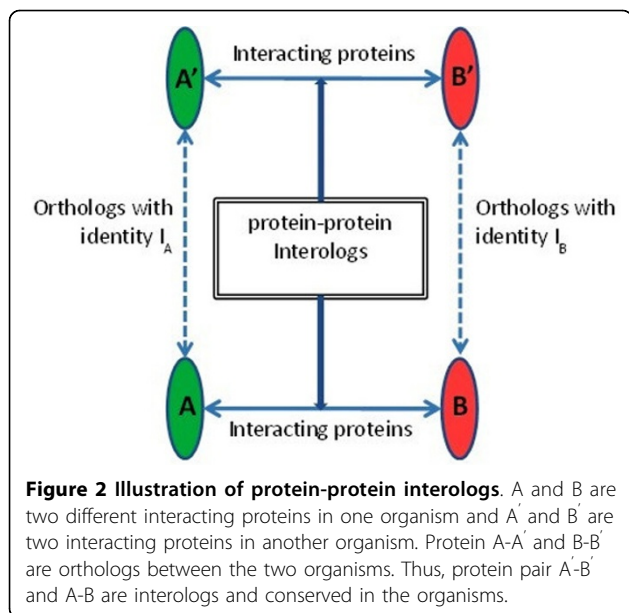 Interacting proteins
A' B'
Orthologs with
identity I_A
protein-protein
Interologs
Orthologs with
identity I_B
A B
Interacting proteins
Figure 2 Illustration of protein-protein interologs. A and B are
two different interacting proteins in one organism and A' and B' are
two interacting proteins in another organism. Protein A-A' and B-B'
are orthologs between the two organisms. Thus, protein pair A'-B'
and A-B are interologs and conserved in the organisms.